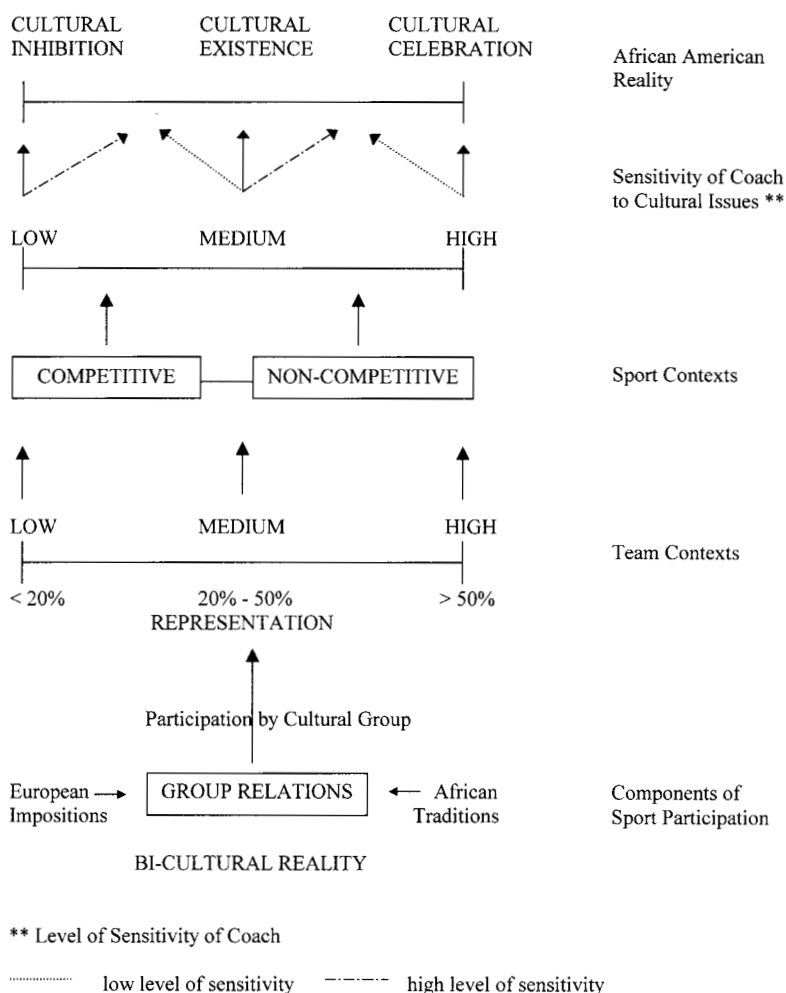 CULTURAL CULTURAL CULTURAL
INHIBITION EXISTENCE CELEBRATION
African American
Reality
Sensitivity of Coach
to Cultural Issues **
LOW MEDIUM HIGH
COMPETITIVE NON-COMPETITIVE Sport Contexts
LOW MEDIUM HIGH
Team Contexts
< 20% 20% - 50% > 50%
REPRESENTATION
Participation by Cultural Group
European GROUP RELATIONS African Components of
Impositions Traditions Sport Participation
BI-CULTURAL REALITY
** Level of Sensitivity of Coach
low level of sensitivity high level of sensitivity